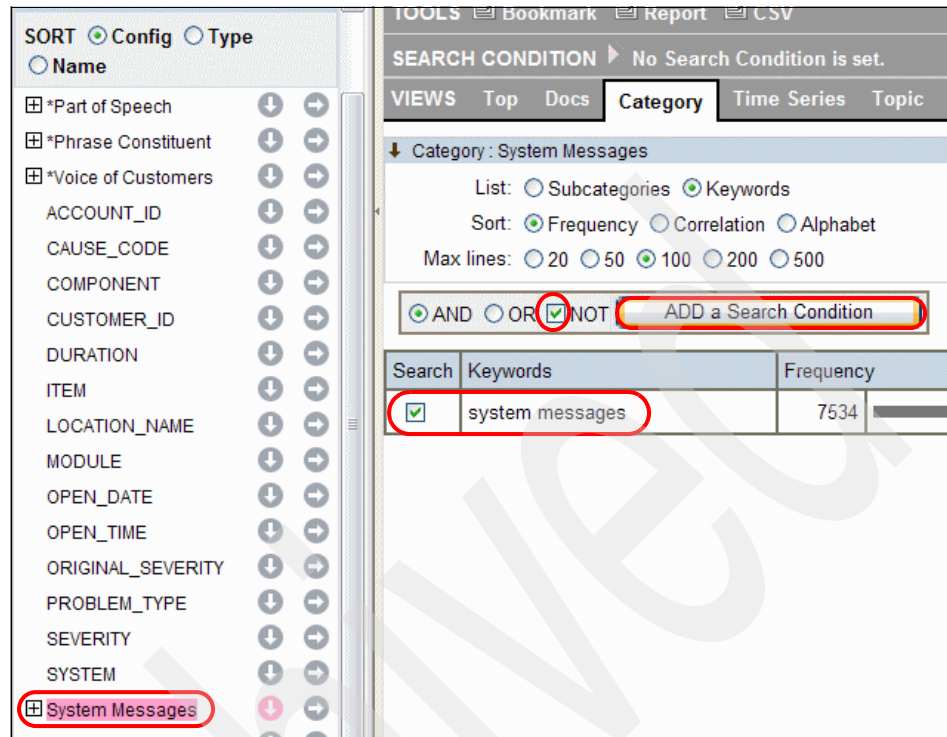 SORT Config Type
Name
*Part of Speech
*Phrase Constituent
*Voice of Customers
ACCOUNT_ID
CAUSE_CODE
COMPONENT
CUSTOMER_ID
DURATION
ITEM
LOCATION_NAME
MODULE
OPEN_DATE
OPEN_TIME
ORIGINAL_SEVERITY
PROBLEM_TYPE
SEVERITY
SYSTEM
System Messages
TOOLS Bookmark Report CSV
SEARCH CONDITION No Search Condition is set.
VIEWS Top Docs Category Time Series Topic
Category : System Messages
List: Subcategories Keywords
Sort: Frequency Correlation Alphabet
Max lines: 20 50 100 200 500
AND OR NOT ADD a Search Condition
Search Keywords Frequency
system messages 7534